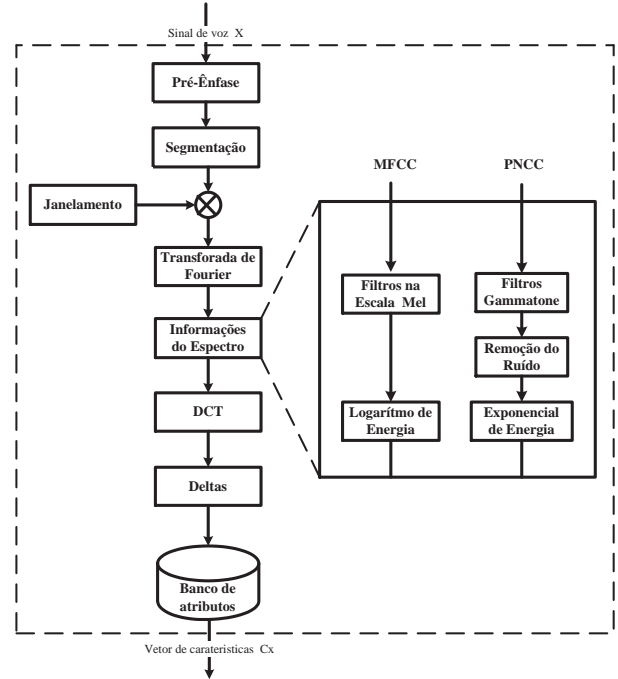 Sinal de voz X
Pré-Ênfase
Segmentação
Janelamento
Transforada de
Fourier
Informações
do Espectro
DCT
Deltas
Banco de
atributos
Vetor de carateristicas Cx
MFCC
PNCC
Filtros na
Escala Mel
Logarítmo de
Energia
Filtros
Gammatone
Remoção do
Ruído
Exponencial
de Energia